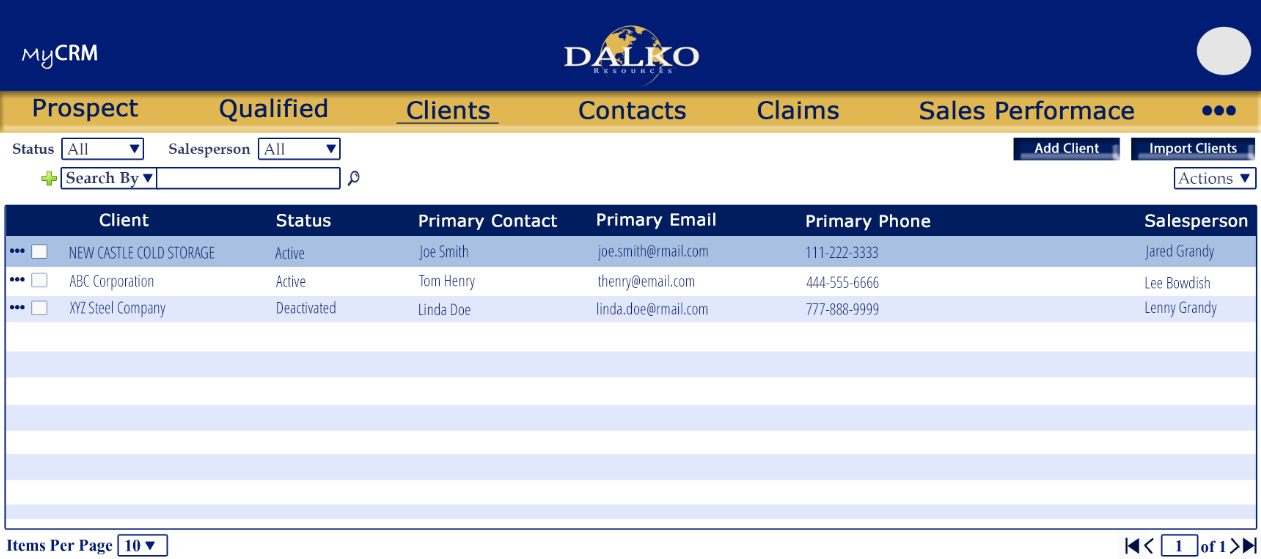 MyCRM
DALKO
RESOURCES
Prospect Qualified Clients Contacts Claims Sales Performace •••
Status All ▼ Salesperson All ▼ Add Client Import Clients
Search By ▼ Actions ▼
Client Status Primary Contact Primary Email Primary Phone Salesperson
••• NEW CASTLE COLD STORAGE Active Joe Smith joe.smith@rmail.com 111-222-3333 Jared Grandy
••• ABC Corporation Active Tom Henry thenry@email.com 444-555-6666 Lee Bowdish
••• XYZ Steel Company Deactivated Linda Doe linda.doe@rmail.com 777-888-9999 Lenny Grandy
Items Per Page 10 ▼ 1 of 1